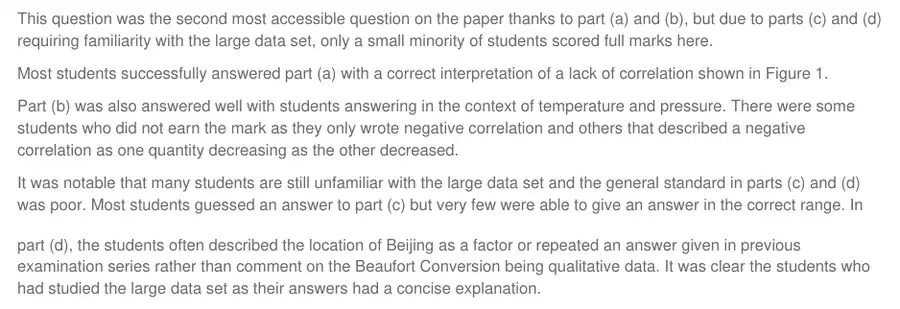 This question was the second most accessible question on the paper thanks to part (a) and (b), but due to parts (c) and (d)
requiring familiarity with the large data set, only a small minority of students scored full marks here.
Most students successfully answered part (a) with a correct interpretation of a lack of correlation shown in Figure 1.
Part (b) was also answered well with students answering in the context of temperature and pressure. There were some
students who did not earn the mark as they only wrote negative correlation and others that described a negative
correlation as one quantity decreasing as the other decreased.
It was notable that many students are still unfamiliar with the large data set and the general standard in parts (c) and (d)
was poor. Most students guessed an answer to part (c) but very few were able to give an answer in the correct range. In
part (d), the students often described the location of Beijing as a factor or repeated an answer given in previous
examination series rather than comment on the Beaufort Conversion being qualitative data. It was clear the students who
had studied the large data set as their answers had a concise explanation.